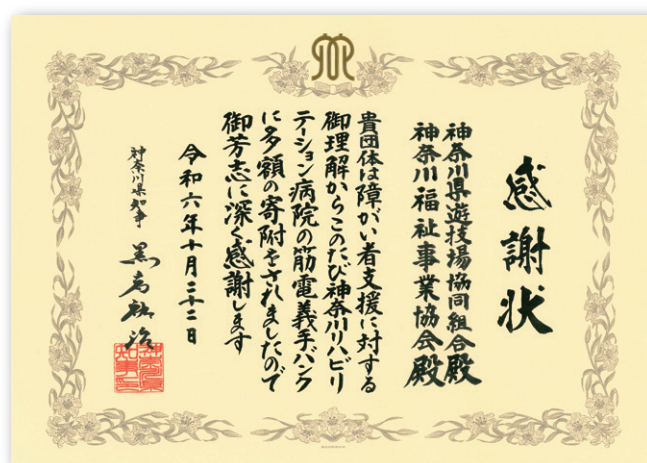 感謝状
神奈川県遊技場協同組合殿
神奈川福祉事業協会殿
貴団体は障がい者支援に対する
御理解からこのたび神奈川リハビリ
テーション病院の筋電義手バンク
に多額の寄附をされましたので
御芳志に深く感謝します
令和六年十月二十二日
神奈川県知事 黒岩祐治